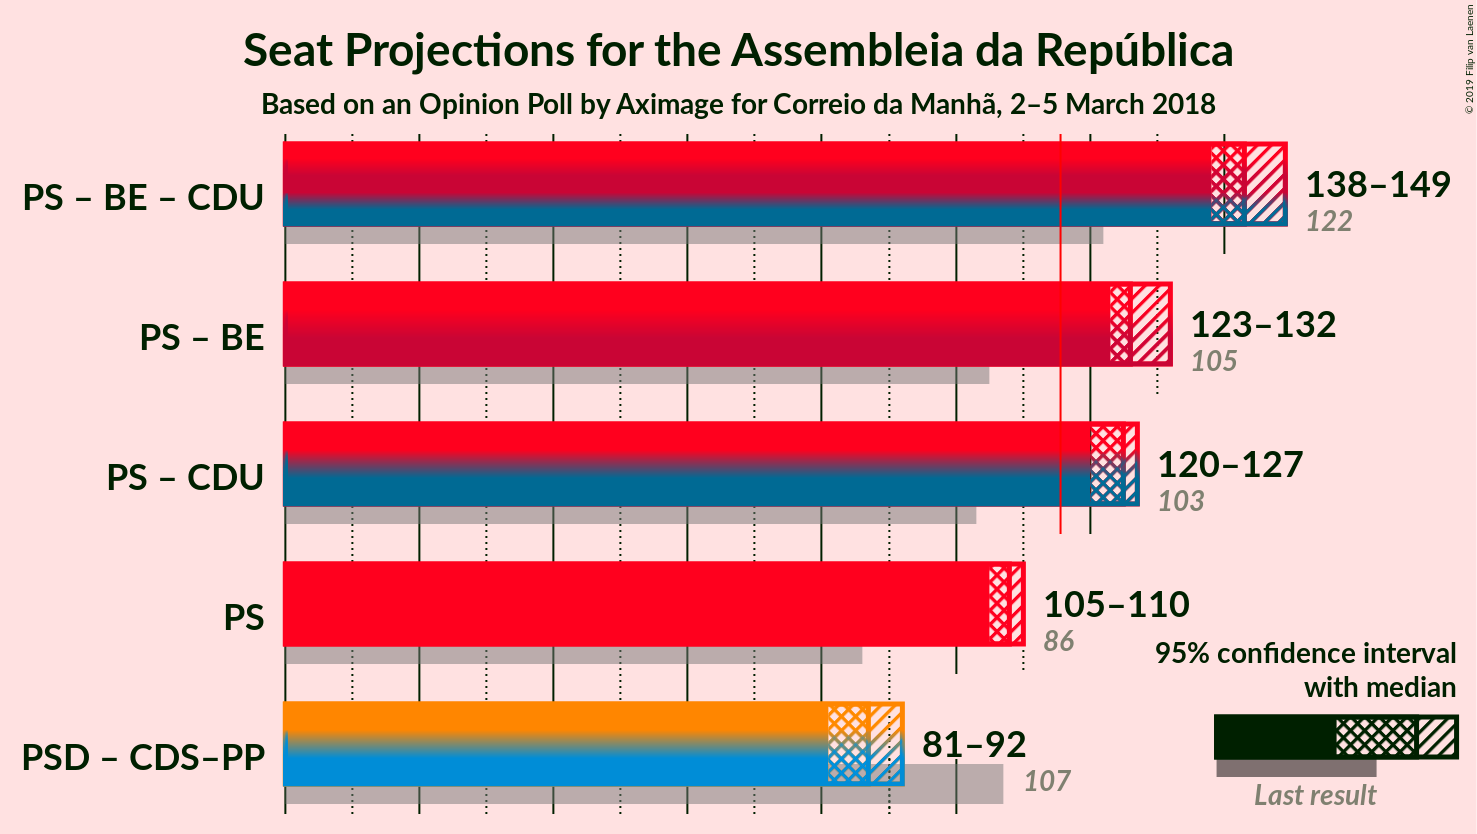 Seat Projections for the Assembleia da República
Based on an Opinion Poll by Aximage for Correio da Manhã, 2–5 March 2018
© 2019 Filip van Laenen
PS – BE – CDU
138–149
122
PS – BE
123–132
105
PS – CDU
120–127
103
PS
105–110
86
PSD – CDS–PP
81–92
107
95% confidence interval
with median
Last result